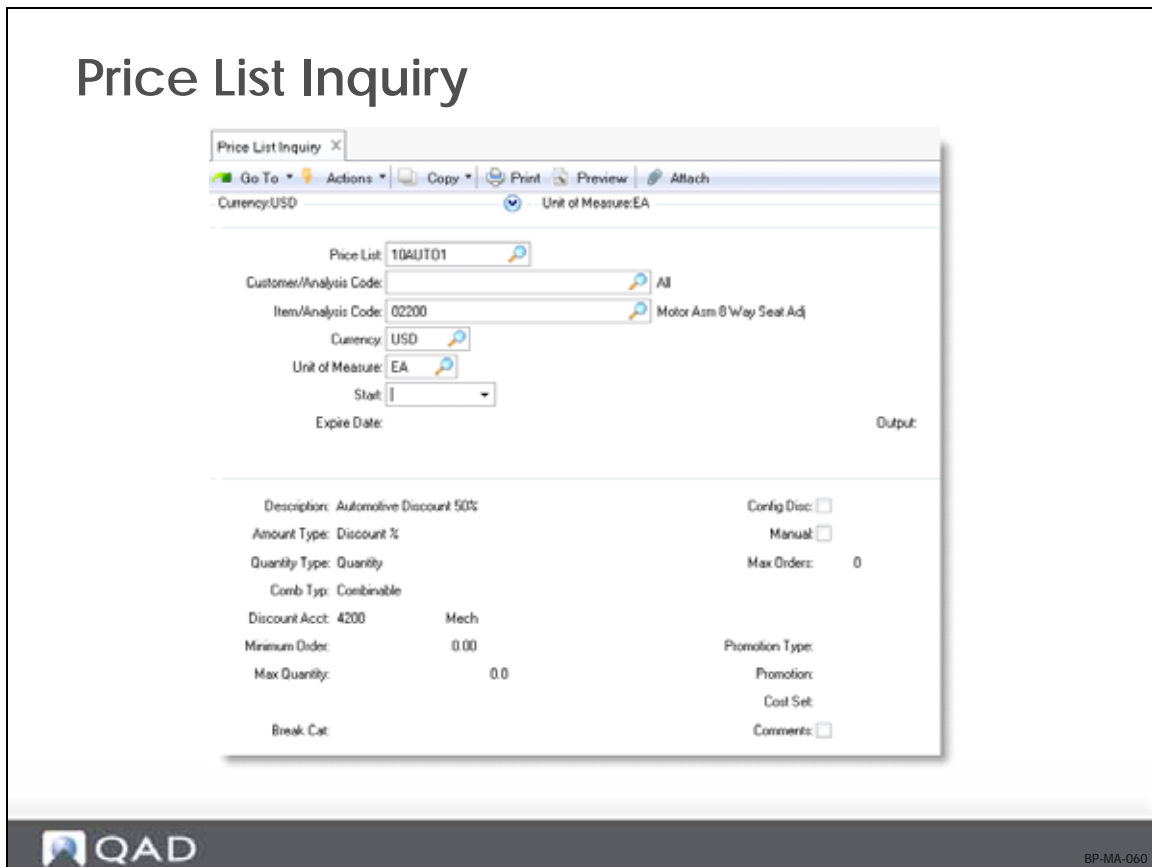 Price List Inquiry
Price List Inquiry
Go To Actions Copy Print Preview Attach
Currency:USD Unit of Measure:EA
Price List: 10AUTO1
Customer/Analysis Code: All
Item/Analysis Code: 02200 Motor Asm 8 Way Seat Adj
Currency: USD
Unit of Measure: EA
Start:
Expire Date: Output:
Description: Automotive Discount 50% Config Disc:
Amount Type: Discount % Manual:
Quantity Type: Quantity Max Orders: 0
Comb Typ: Combinable
Discount Acct: 4200 Mech
Minimum Order: 0.00 Promotion Type:
Max Quantity: 0.0 Promotion:
Cost Set:
Break Cat: Comments:
QAD
BP-MA-060